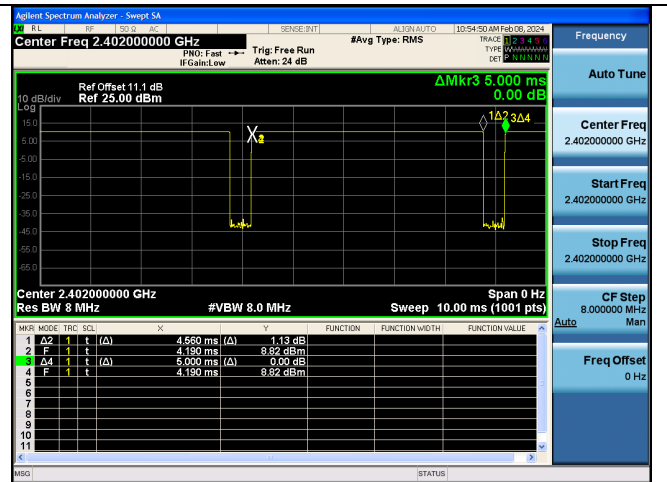 Agilent Spectrum Analyzer - Swept SA
LXI RL RF 50 Ω AC SENSE:INT ALIGN AUTO 10:54:50 AM Feb 08, 2024
Center Freq 2.402000000 GHz
PNO: Fast
IFGain:Low
Trig: Free Run
Atten: 24 dB
#Avg Type: RMS
TRACE 1 2 3 4 5 6
TYPE WWWWWW
DET P N N N N N
ΔMkr3 5.000 ms
0.00 dB
Ref Offset 11.1 dB
10 dB/div Ref 25.00 dBm
Log
15.0
5.00
-5.00
-15.0
-25.0
-35.0
-45.0
-55.0
-65.0
1Δ2 3Δ4
Center 2.402000000 GHz Span 0 Hz
Res BW 8 MHz #VBW 8.0 MHz Sweep 10.00 ms (1001 pts)
MKR MODE TRC SCL X Y FUNCTION FUNCTION WIDTH FUNCTION VALUE
1 Δ2 1 t (Δ) 4.560 ms (Δ) 1.13 dB
2 F 1 t 4.190 ms 8.82 dBm
3 Δ4 1 t (Δ) 5.000 ms (Δ) 0.00 dB
4 F 1 t 4.190 ms 8.82 dBm
5
6
7
8
9
10
11
MSG STATUS
Frequency
Auto Tune
Center Freq
2.402000000 GHz
Start Freq
2.402000000 GHz
Stop Freq
2.402000000 GHz
CF Step
8.000000 MHz
Auto Man
Freq Offset
0 Hz